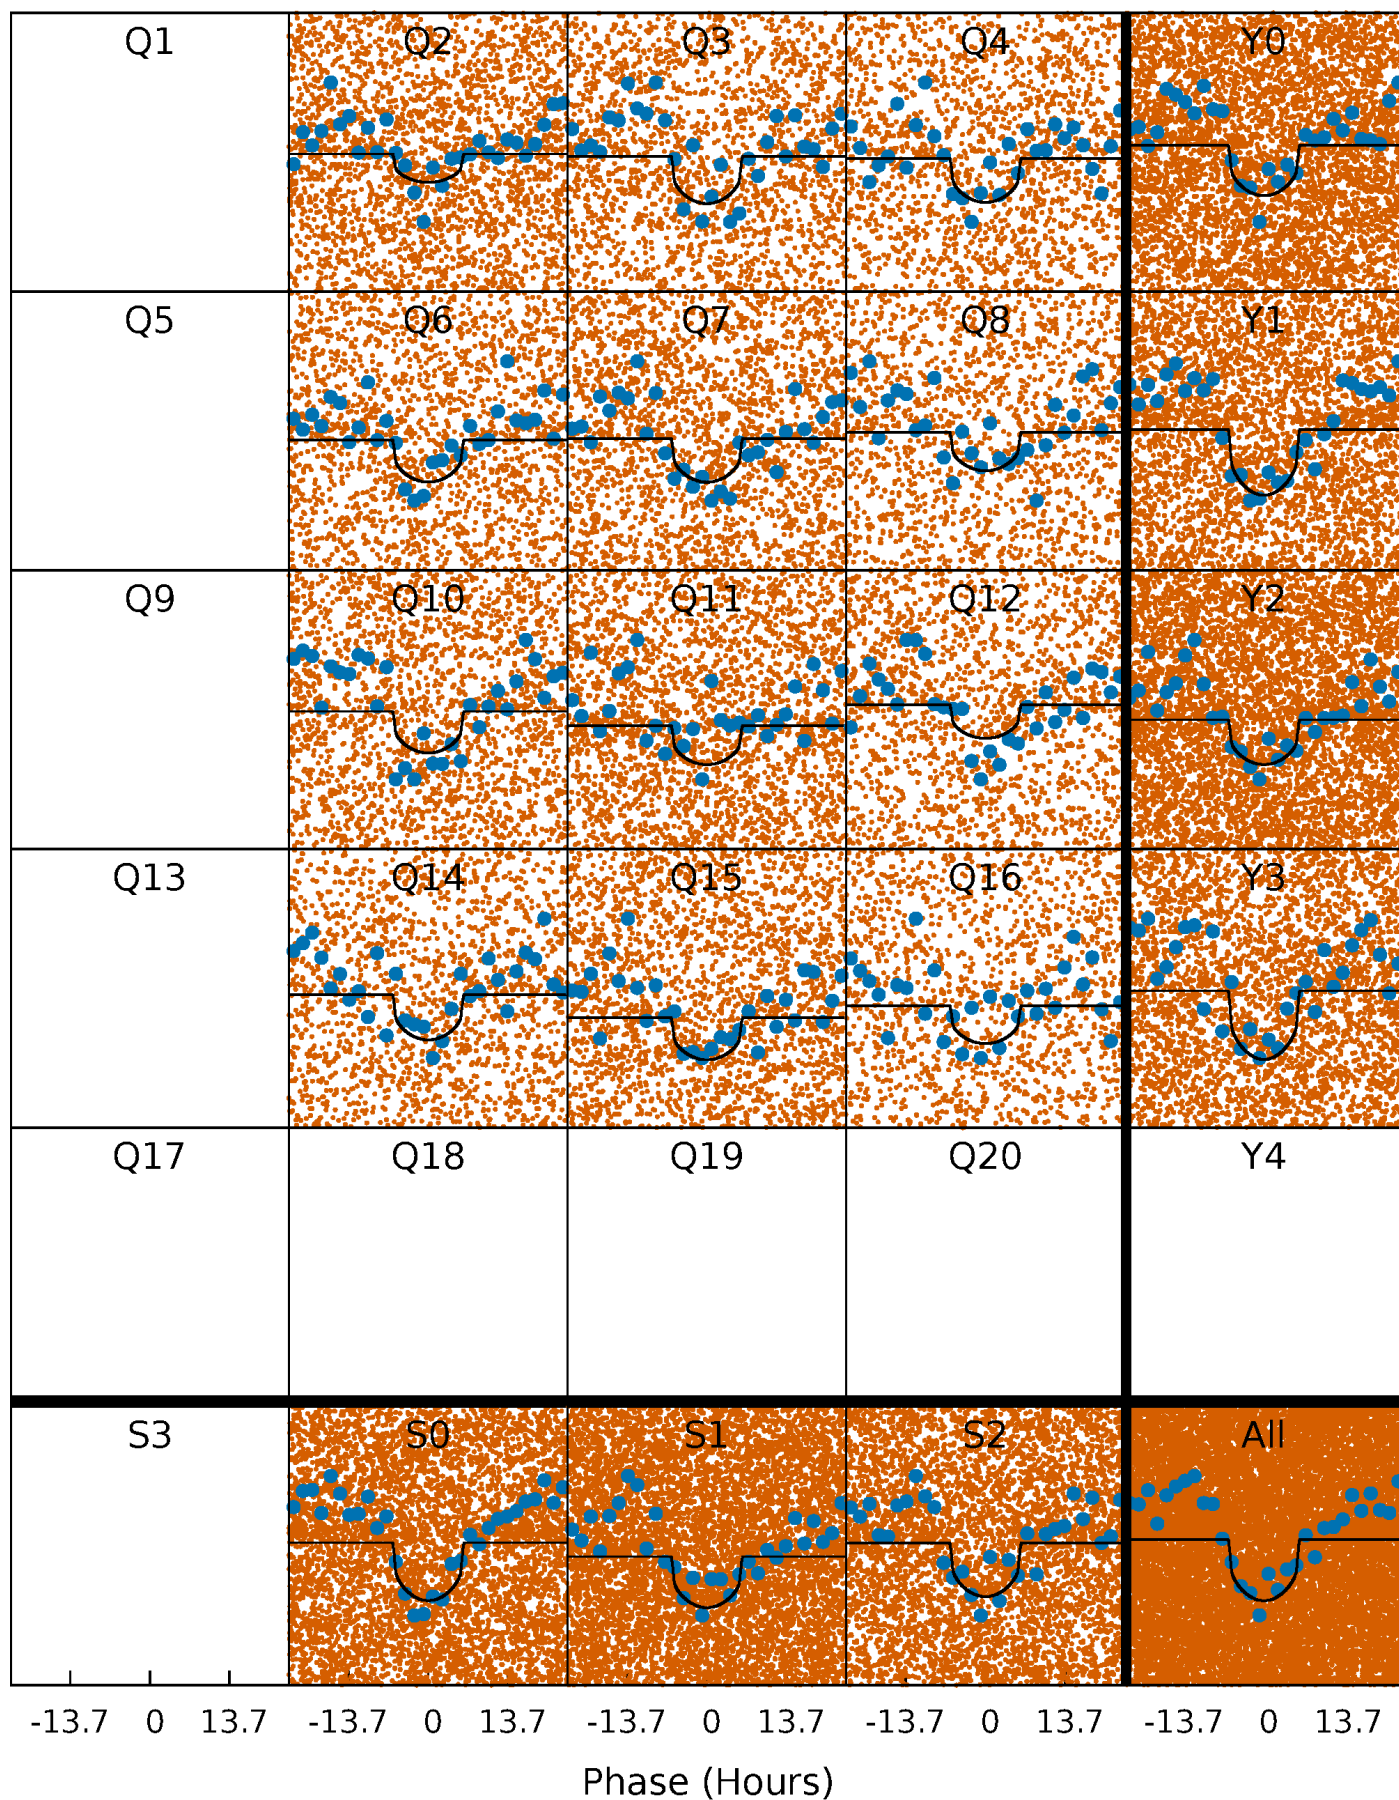 Q1 Q2 Q3 Q4 Y0
Q5 Q6 Q7 Q8 Y1
Q9 Q10 Q11 Q12 Y2
Q13 Q14 Q15 Q16 Y3
Q17 Q18 Q19 Q20 Y4
S3 S0 S1 S2 All
-13.7 0 13.7 -13.7 0 13.7 -13.7 0 13.7 -13.7 0 13.7 -13.7 0 13.7
Phase (Hours)